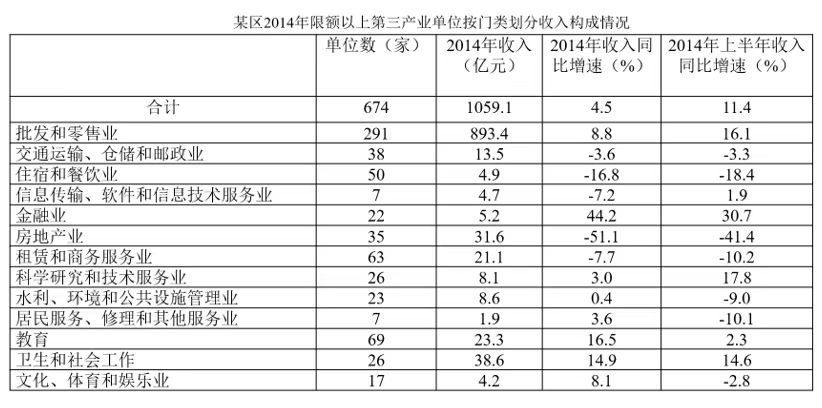 某区2014年限额以上第三产业单位按门类划分收入构成情况
单位数（家） 2014年收入（亿元） 2014年收入同比增速（%） 2014年上半年收入同比增速（%）
合计 674 1059.1 4.5 11.4
批发和零售业 291 893.4 8.8 16.1
交通运输、仓储和邮政业 38 13.5 -3.6 -3.3
住宿和餐饮业 50 4.9 -16.8 -18.4
信息传输、软件和信息技术服务业 7 4.7 -7.2 1.9
金融业 22 5.2 44.2 30.7
房地产业 35 31.6 -51.1 -41.4
租赁和商务服务业 63 21.1 -7.7 -10.2
科学研究和技术服务业 26 8.1 3.0 17.8
水利、环境和公共设施管理业 23 8.6 0.4 -9.0
居民服务、修理和其他服务业 7 1.9 3.6 -10.1
教育 69 23.3 16.5 2.3
卫生和社会工作 26 38.6 14.9 14.6
文化、体育和娱乐业 17 4.2 8.1 -2.8